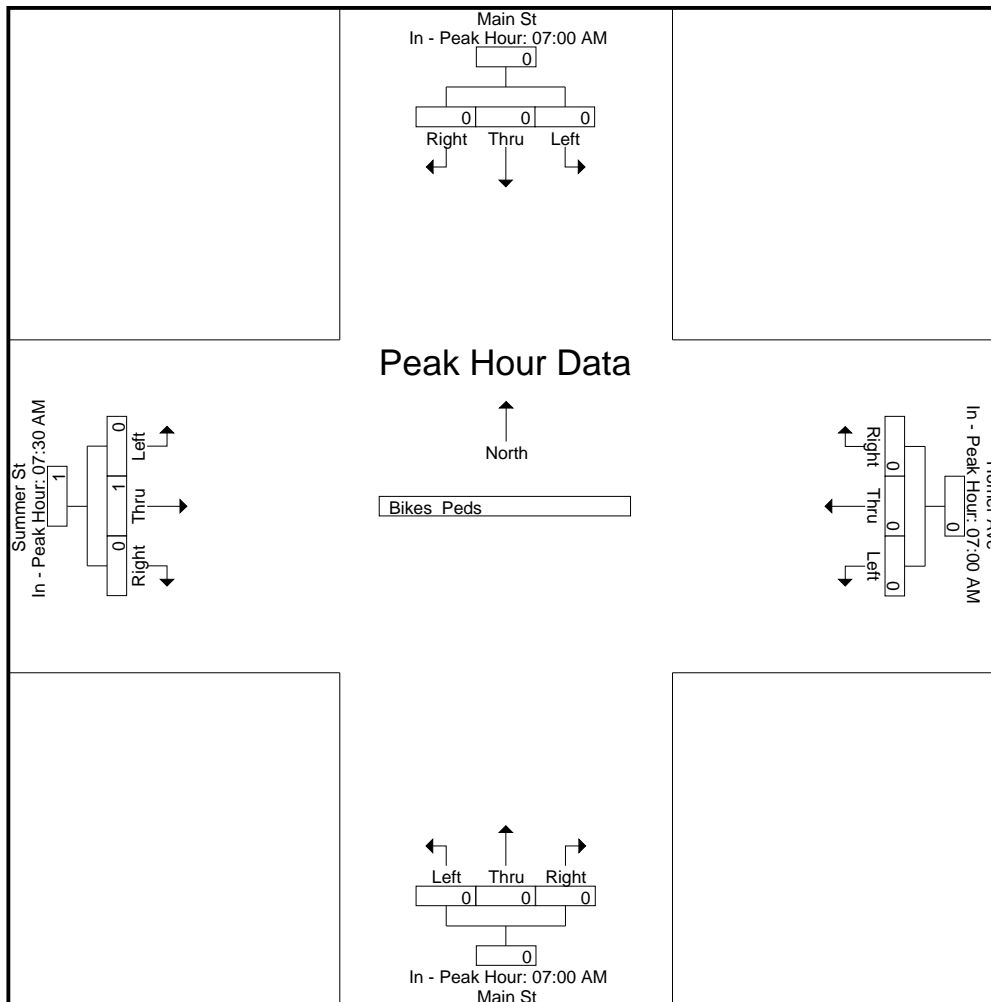 Main St
In - Peak Hour: 07:00 AM
0
0 0 0
Right Thru Left
Peak Hour Data
North
Bikes Peds
Summer St
In - Peak Hour: 07:30 AM
1
0 1 0
Left Thru Right
Right Thru Left
0 0 0
0
In - Peak Hour: 07:00 AM
Ave
Left Thru Right
0 0 0
0
In - Peak Hour: 07:00 AM
Main St